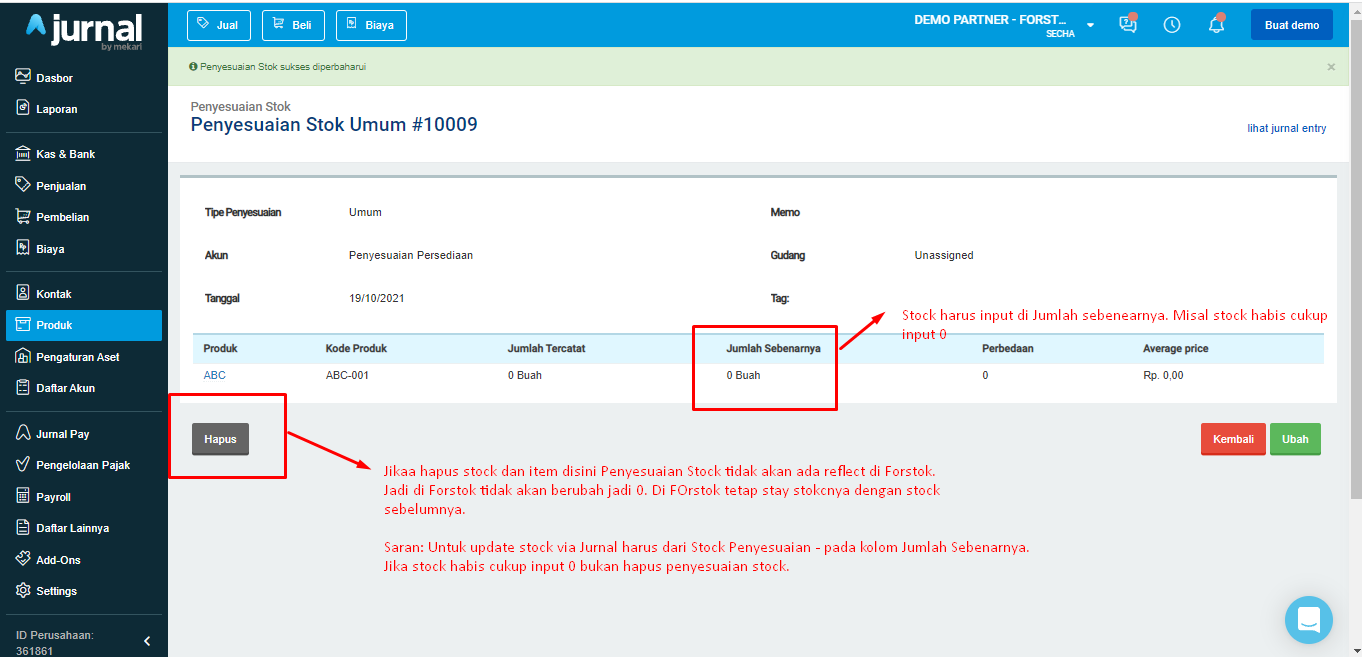 jurnal
by mekari
Jual
Beli
Biaya
DEMO PARTNER - FORST...
SECHA
Buat demo
Penyesuaian Stok sukses diperbaharui
×
Dasbor
Laporan
Kas & Bank
Penjualan
Pembelian
Biaya
Kontak
Produk
Pengaturan Aset
Daftar Akun
Jurnal Pay
Pengelolaan Pajak
Payroll
Daftar Lainnya
Add-Ons
Settings
ID Perusahaan:
361861
Penyesuaian Stok
Penyesuaian Stok Umum #10009
lihat jurnal entry
Tipe Penyesuaian Umum Memo
Akun Penyesuaian Persediaan Gudang Unassigned
Tanggal 19/10/2021 Tag:
Stock harus input di Jumlah sebenearnya. Misal stock habis cukup
input 0
Produk Kode Produk Jumlah Tercatat Jumlah Sebenarnya Perbedaan Average price
ABC ABC-001 0 Buah 0 Buah 0 Rp. 0,00
Hapus
Kembali
Ubah
Jikaa hapus stock dan item disini Penyesuaian Stock tidak akan ada reflect di Forstok.
Jadi di Forstok tidak akan berubah jadi 0. Di FOrstok tetap stay stokcnya dengan stock
sebelumnya.
Saran: Untuk update stock via Jurnal harus dari Stock Penyesuaian - pada kolom Jumlah Sebenarnya.
Jika stock habis cukup input 0 bukan hapus penyesuaian stock.